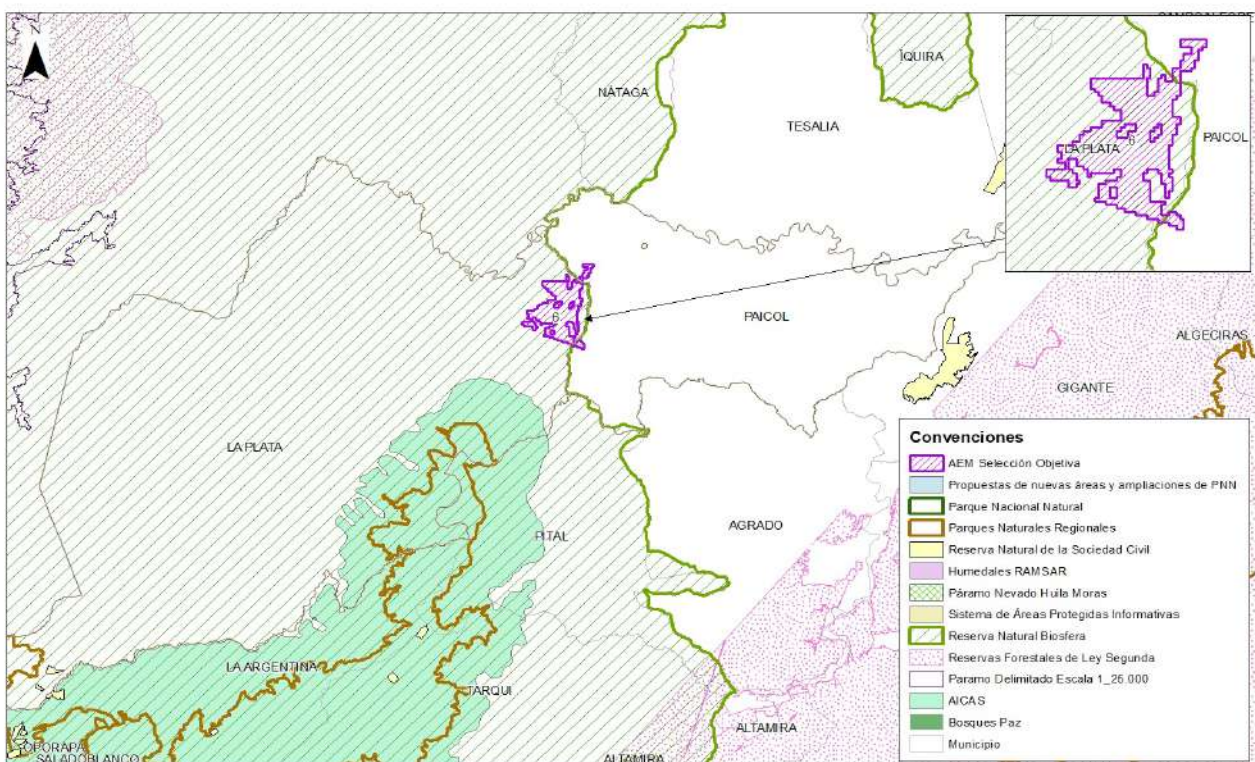 N
ÍQUIRA
NÁTAGA
TESALIA
PAICOL
LA PLATA
6
6
PAICOL
ALGECIRAS
GIGANTE
LA PLATA
PITAL
AGRADO
LA ARGENTINA
TARQUI
ALTAMIRA
ALTAMIRA
OPORAPA
SALADOBLANCO
Convenciones
AEM Selección Objetiva
Propuestas de nuevas áreas y ampliaciones de PNN
Parque Nacional Natural
Parques Naturales Regionales
Reserva Natural de la Sociedad Civil
Humedales RAMSAR
Páramo Nevado Huila Moras
Sistema de Áreas Protegidas Informativas
Reserva Natural Biosfera
Reservas Forestales de Ley Segunda
Paramo Delimitado Escala 1_25.000
AICAS
Bosques Paz
Municipio